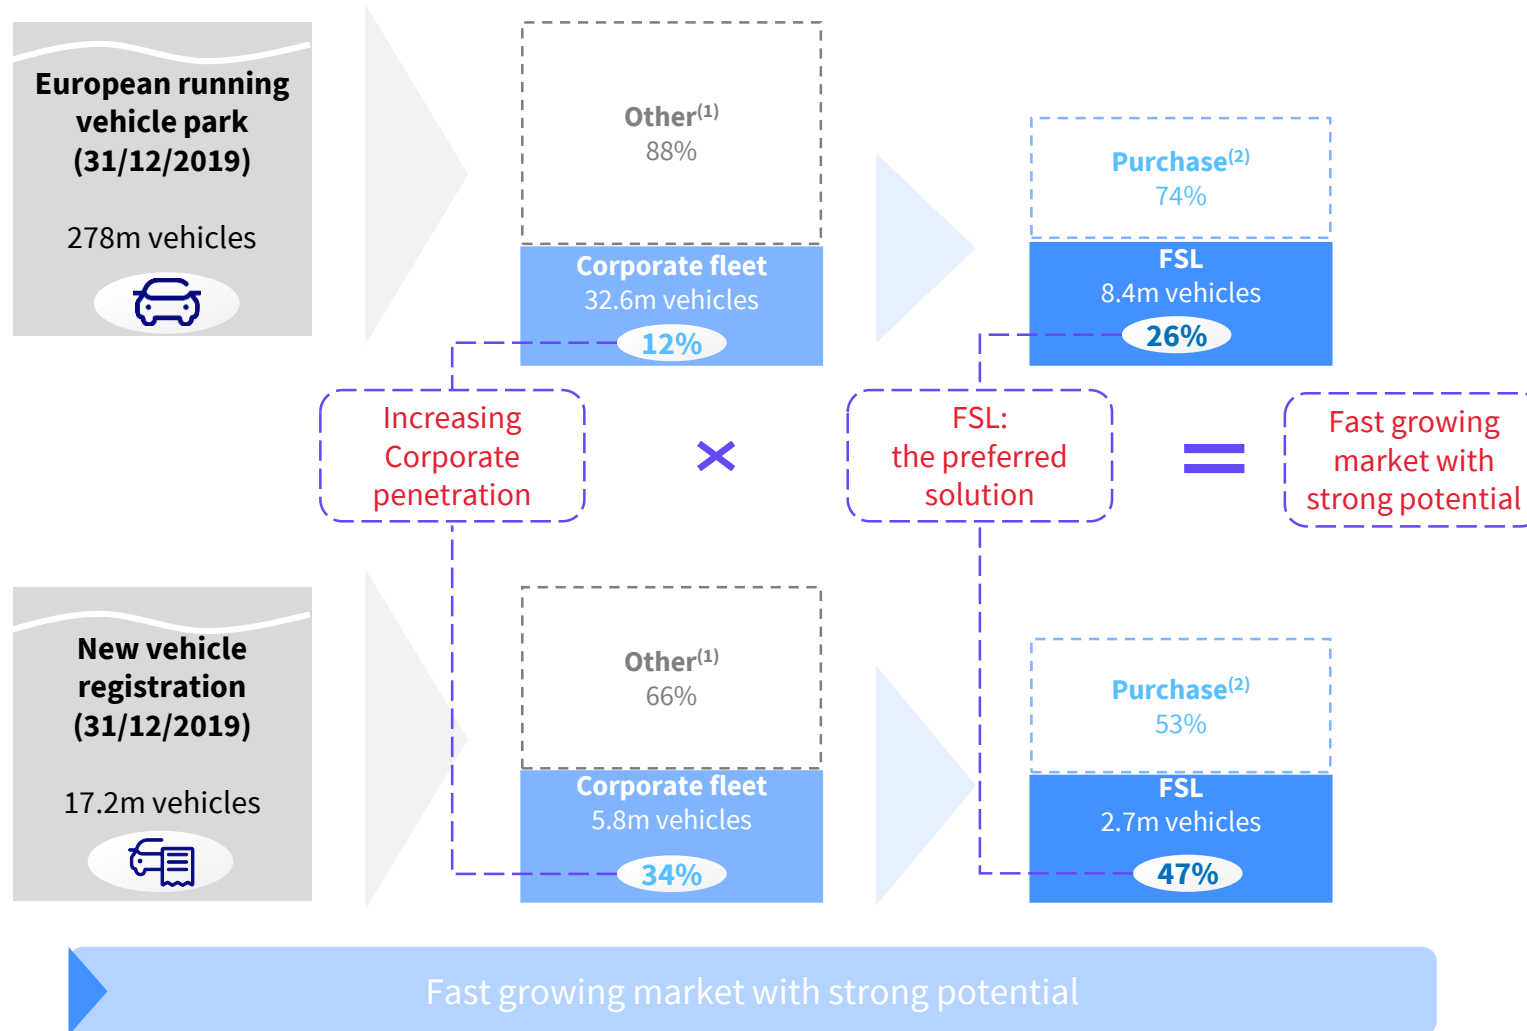 European running
vehicle park
(31/12/2019)
278m vehicles
Other(1)
88%
Corporate fleet
32.6m vehicles
12%
Purchase(2)
74%
FSL
8.4m vehicles
26%
Increasing
Corporate
penetration
×
FSL:
the preferred
solution
=
Fast growing
market with
strong potential
New vehicle
registration
(31/12/2019)
17.2m vehicles
Other(1)
66%
Corporate fleet
5.8m vehicles
34%
Purchase(2)
53%
FSL
2.7m vehicles
47%
Fast growing market with strong potential